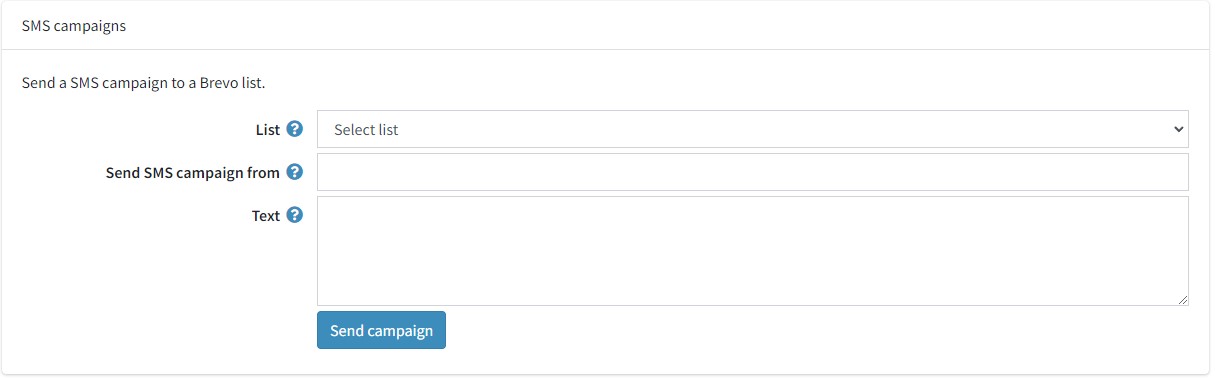 SMS campaigns
Send a SMS campaign to a Brevo list.
List ? Select list
Send SMS campaign from ?
Text ?
Send campaign